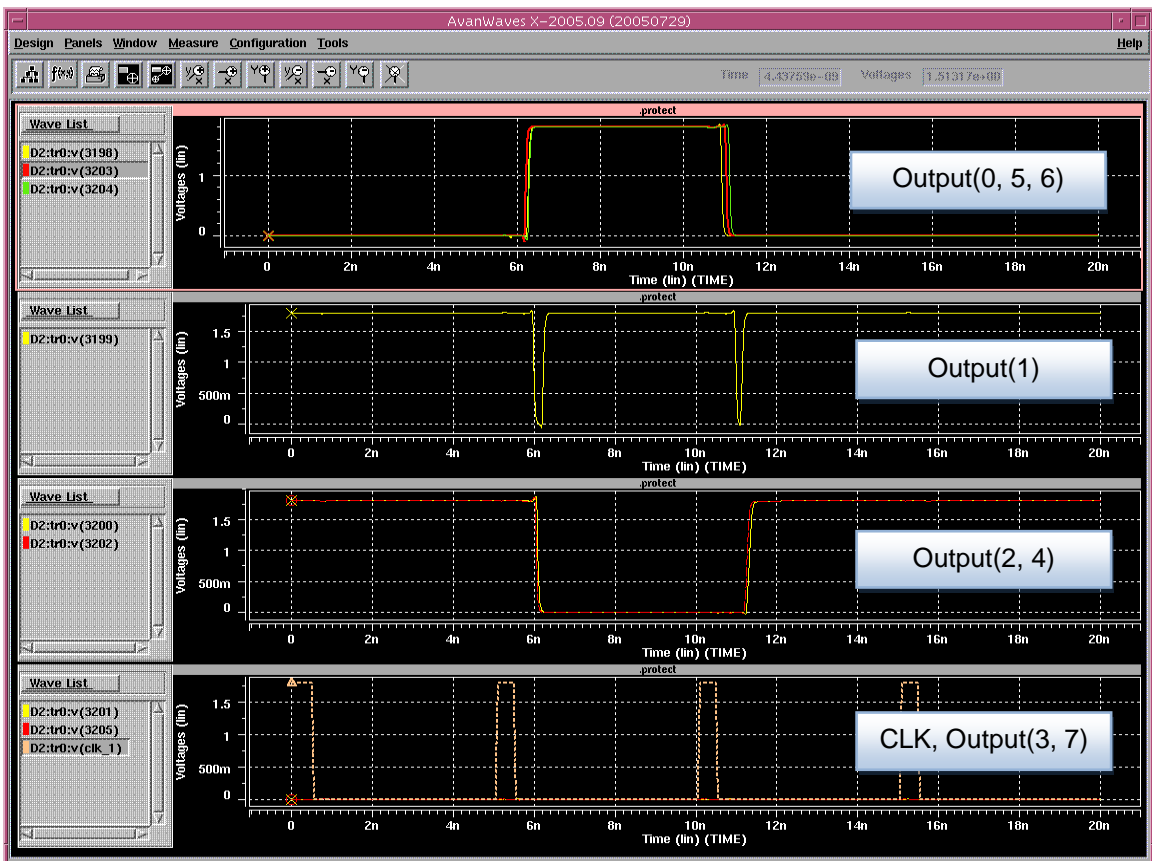 AvanWaves X-2005.09 (20050729)
Design Panels Window Measure Configuration Tools Help
f(x) Time 4.43759e-09 Voltages 1.51317e+00
.protect
Wave List
D2:tr0:v(3198)
D2:tr0:v(3203)
D2:tr0:v(3204)
Voltages (lin)
1
0
Output(0, 5, 6)
0 2n 4n 6n 8n 10n 12n 14n 16n 18n 20n
Time (lin) (TIME)
.protect
Wave List
D2:tr0:v(3199)
Voltages (lin)
1.5
1
500m
0
Output(1)
0 2n 4n 6n 8n 10n 12n 14n 16n 18n 20n
Time (lin) (TIME)
.protect
Wave List
D2:tr0:v(3200)
D2:tr0:v(3202)
Voltages (lin)
1.5
1
500m
0
Output(2, 4)
0 2n 4n 6n 8n 10n 12n 14n 16n 18n 20n
Time (lin) (TIME)
.protect
Wave List
D2:tr0:v(3201)
D2:tr0:v(3205)
D2:tr0:v(clk_1)
Voltages (lin)
1.5
1
500m
0
CLK, Output(3, 7)
0 2n 4n 6n 8n 10n 12n 14n 16n 18n 20n
Time (lin) (TIME)